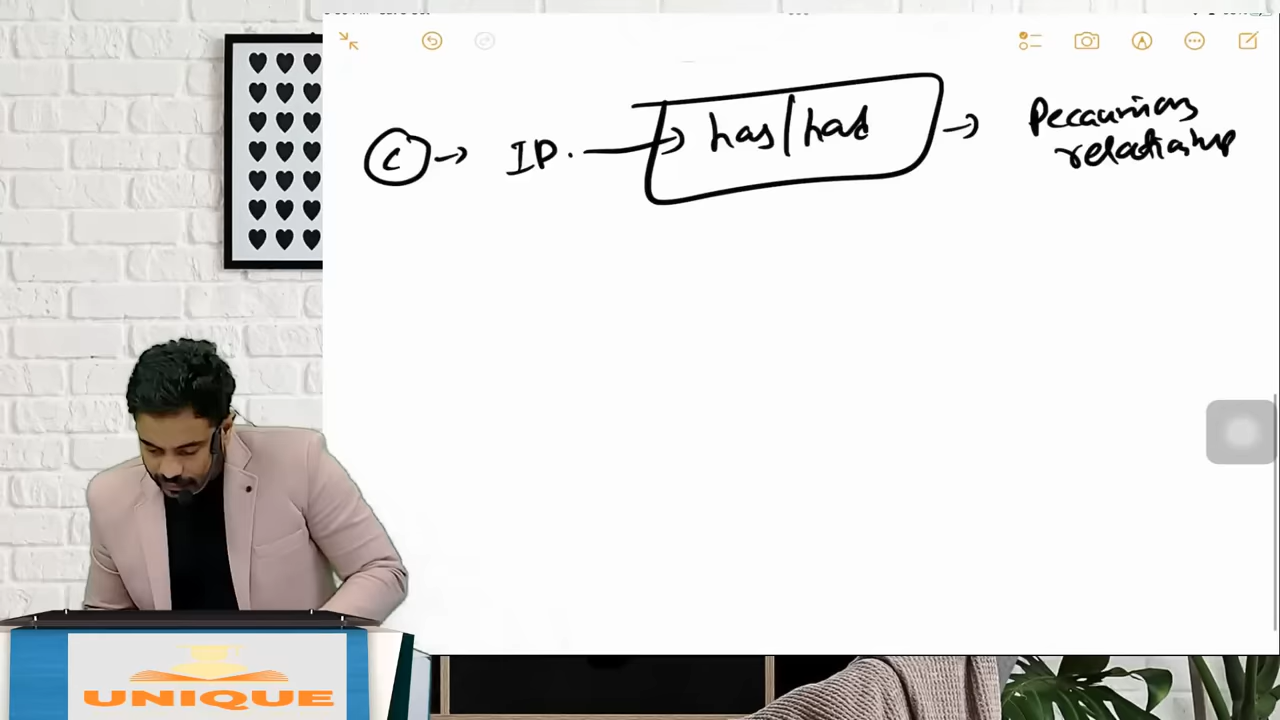 C → IP. → has | had → Pecuniary
relationship
UNIQUE